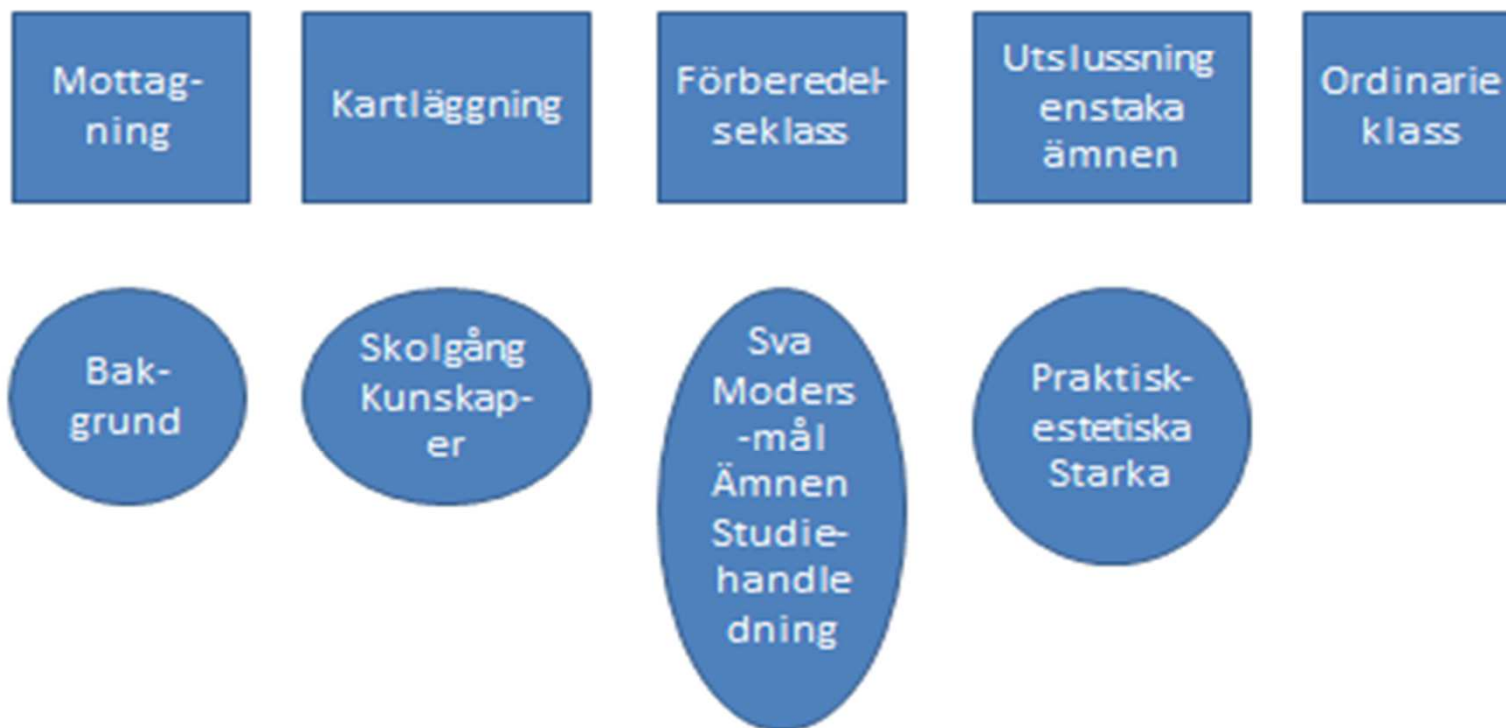 Mottag-
ning
Kartläggning
Förberedel-
seklass
Utslussning
enstaka
ämnen
Ordinarie
klass
Bak-
grund
Skolgång
Kunskap-
er
Sva
Moders
-mål
Ämnen
Studie-
handle
dning
Praktisk-
estetiska
Starka